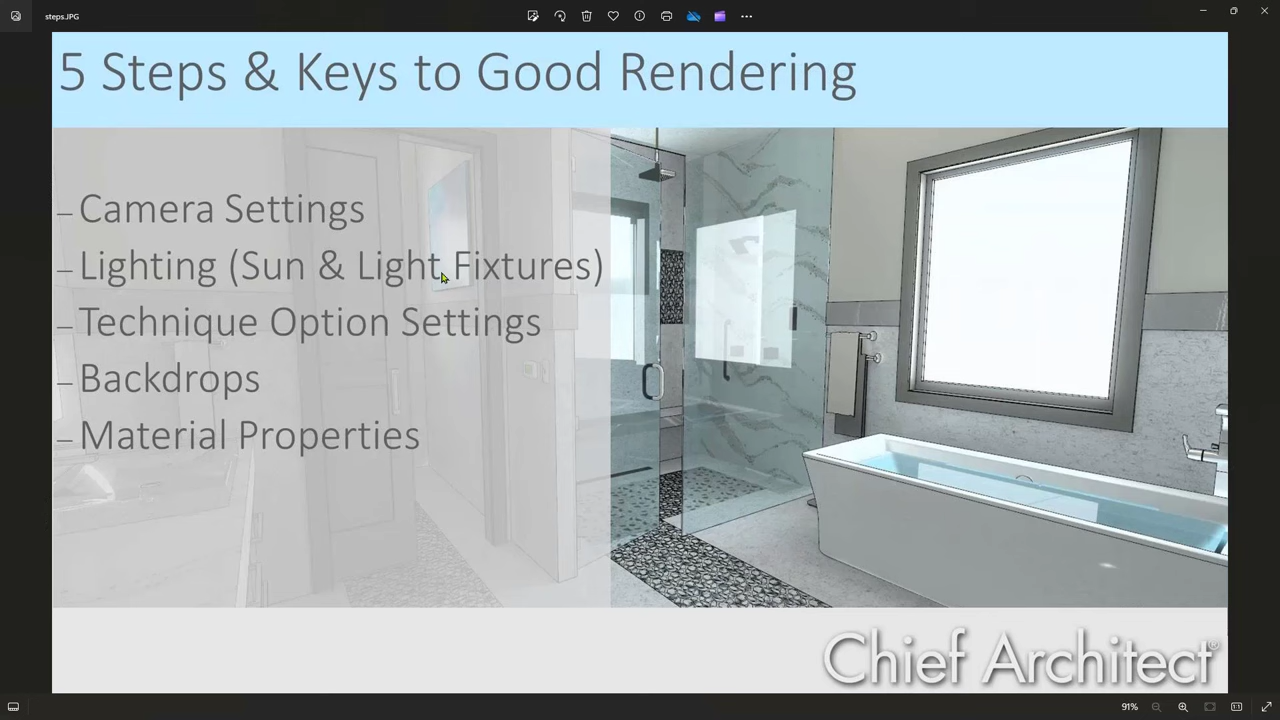 steps.JPG
5 Steps & Keys to Good Rendering
– Camera Settings
– Lighting (Sun & Light Fixtures)
– Technique Option Settings
– Backdrops
– Material Properties
Chief Architect®
91%